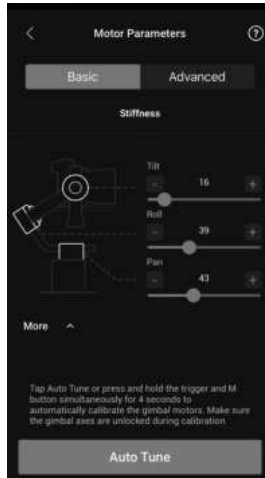 Motor Parameters
?
Basic Advanced
Stiffness
Tilt
- 16 +
Roll
- 39 +
Pan
- 43 +
More
Tap Auto Tune or press and hold the trigger and M
button simultaneously for 4 seconds to
automatically calibrate the gimbal motors. Make sure
the gimbal axes are unlocked during calibration
Auto Tune